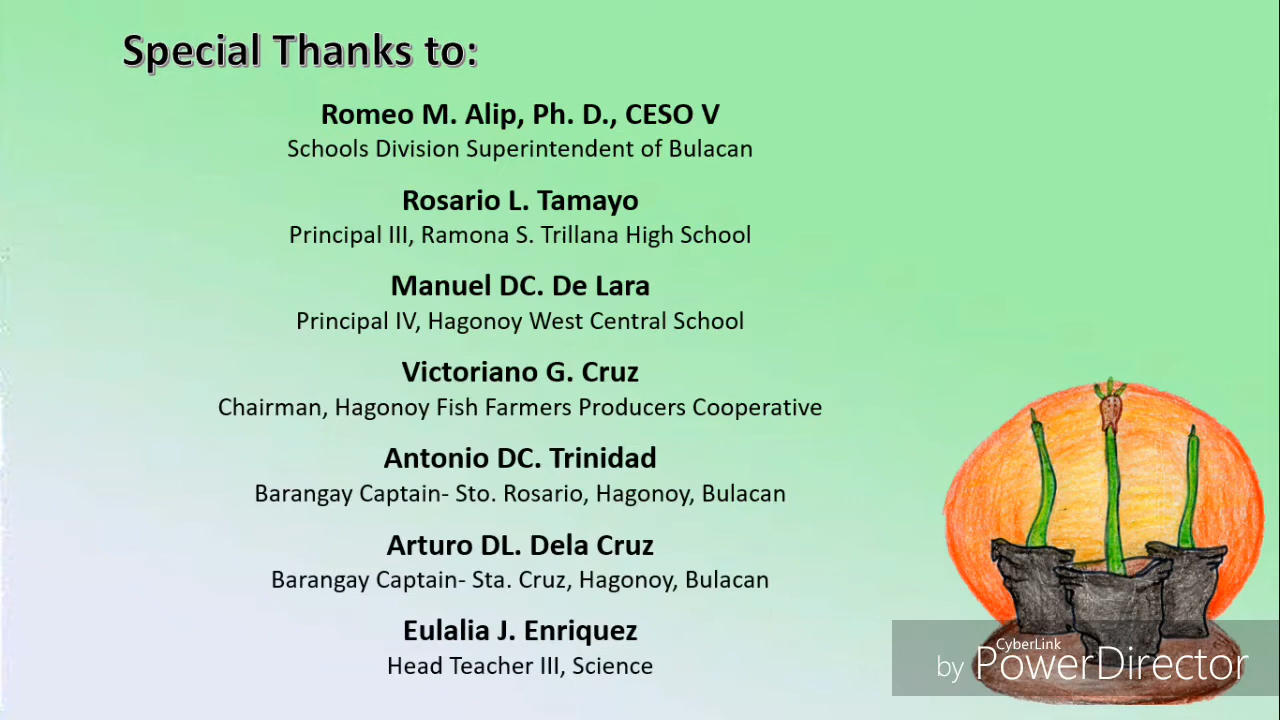 Special Thanks to:
Romeo M. Alip, Ph. D., CESO V
Schools Division Superintendent of Bulacan
Rosario L. Tamayo
Principal III, Ramona S. Trillana High School
Manuel DC. De Lara
Principal IV, Hagonoy West Central School
Victoriano G. Cruz
Chairman, Hagonoy Fish Farmers Producers Cooperative
Antonio DC. Trinidad
Barangay Captain- Sto. Rosario, Hagonoy, Bulacan
Arturo DL. Dela Cruz
Barangay Captain- Sta. Cruz, Hagonoy, Bulacan
Eulalia J. Enriquez
Head Teacher III, Science
CyberLink
by PowerDirector